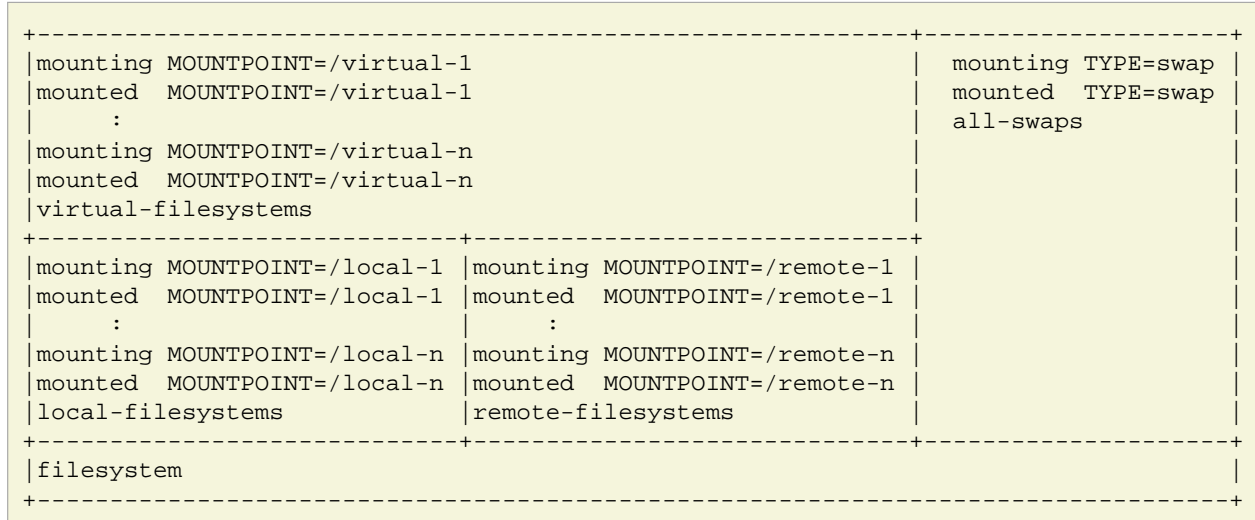 +------------------------------------------------------------+---------------------+
|mounting MOUNTPOINT=/virtual-1                              |  mounting TYPE=swap |
|mounted  MOUNTPOINT=/virtual-1                              |  mounted  TYPE=swap |
|     :                                                      |  all-swaps          |
|mounting MOUNTPOINT=/virtual-n                              |                     |
|mounted  MOUNTPOINT=/virtual-n                              |                     |
|virtual-filesystems                                         |                     |
+-----------------------------+------------------------------+                     |
|mounting MOUNTPOINT=/local-1 |mounting MOUNTPOINT=/remote-1 |                     |
|mounted  MOUNTPOINT=/local-1 |mounted  MOUNTPOINT=/remote-1 |                     |
|     :                       |     :                        |                     |
|mounting MOUNTPOINT=/local-n |mounting MOUNTPOINT=/remote-n |                     |
|mounted  MOUNTPOINT=/local-n |mounted  MOUNTPOINT=/remote-n |                     |
|local-filesystems            |remote-filesystems            |                     |
+-----------------------------+------------------------------+---------------------+
|filesystem                                                                        |
+----------------------------------------------------------------------------------+